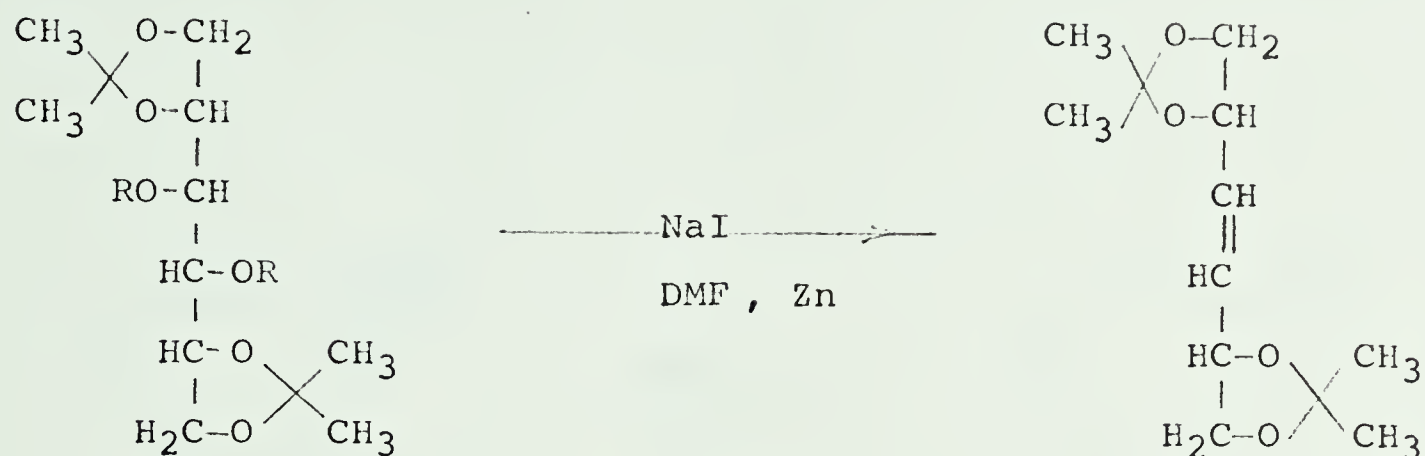 CH3 O-CH2 CH3 O-CH2
CH3 O-CH CH3 O-CH
RO-CH CH
NaI
HC-OR HC
DMF , Zn
HC-O CH3 HC-O CH3
H2C-O CH3 H2C-O CH3